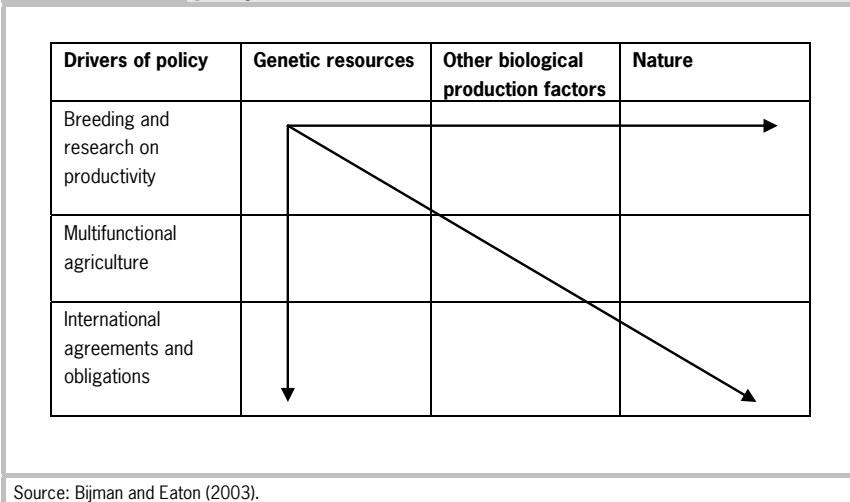 Drivers of policy Genetic resources Other biological production factors Nature
Breeding and
research on
productivity
Multifunctional
agriculture
International
agreements and
obligations
Source: Bijman and Eaton (2003).